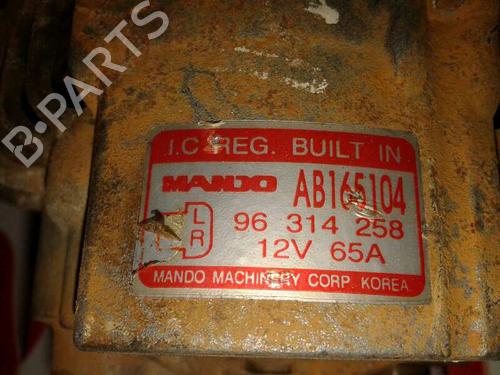 B-PARTS
I.C. REG. BUILT IN
MANDO AB165104
L
R
96 314 258
12V 65A
MANDO MACHINERY CORP. KOREA